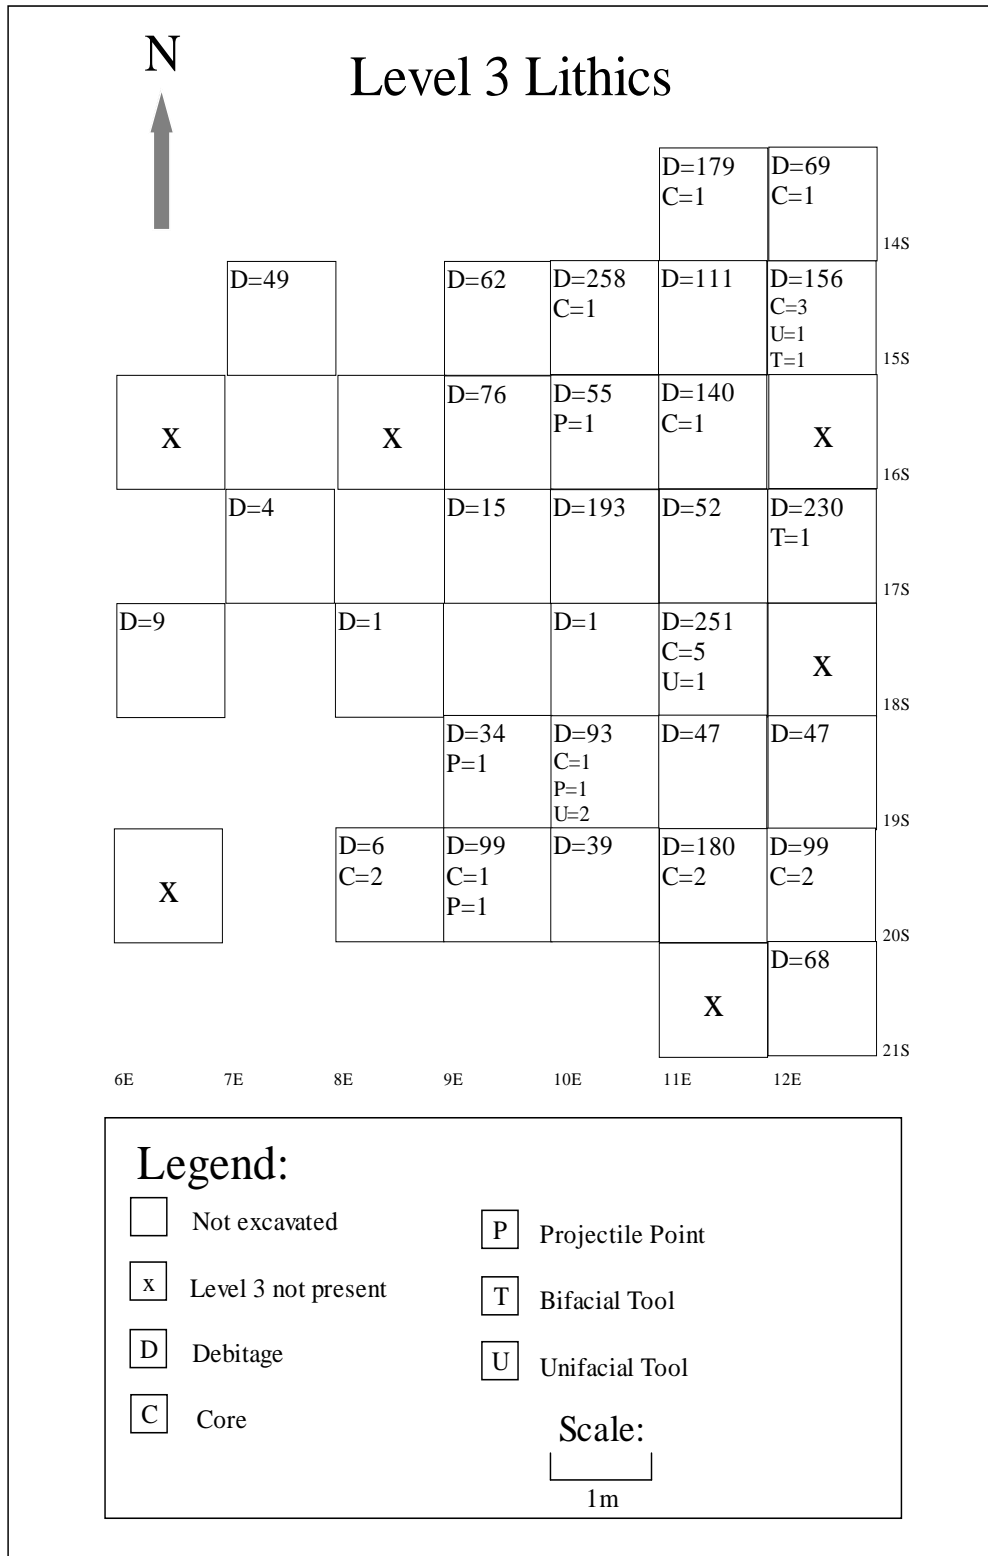 N
Level 3 Lithics
D=179
C=1
D=69
C=1
14S
D=49
D=62
D=258
C=1
D=111
D=156
C=3
U=1
T=1
15S
x
x
D=76
D=55
P=1
D=140
C=1
x
16S
D=4
D=15
D=193
D=52
D=230
T=1
17S
D=9
D=1
D=1
D=251
C=5
U=1
x
18S
D=34
P=1
D=93
C=1
P=1
U=2
D=47
D=47
19S
x
D=6
C=2
D=99
C=1
P=1
D=39
D=180
C=2
D=99
C=2
20S
x
D=68
21S
6E 7E 8E 9E 10E 11E 12E
Legend:
Not excavated
x Level 3 not present
D Debitage
C Core
P Projectile Point
T Bifacial Tool
U Unifacial Tool
Scale:
1m